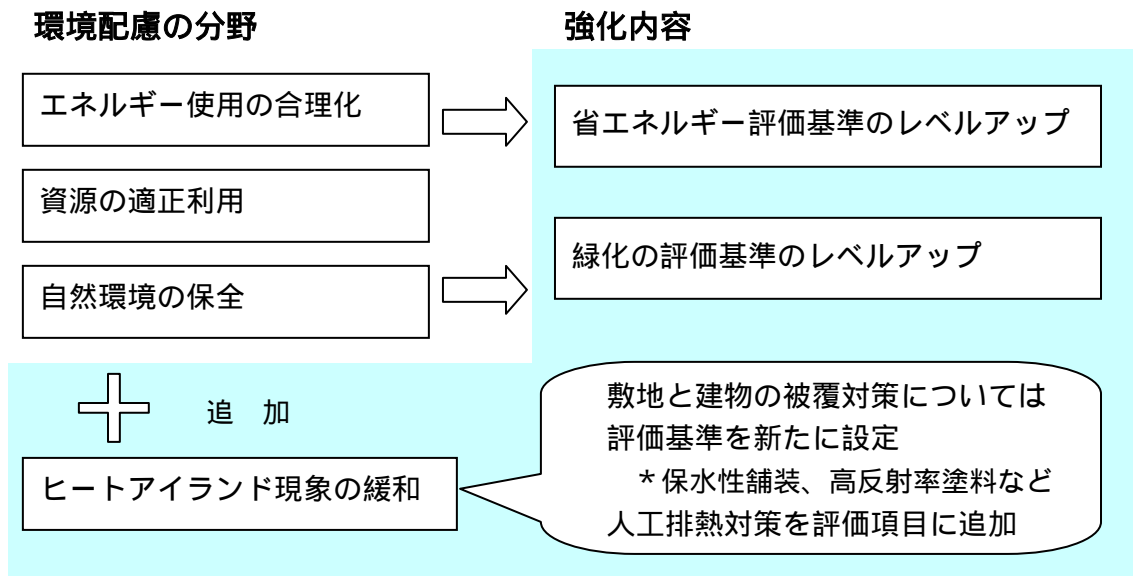 環境配慮の分野
強化内容
エネルギー使用の合理化
省エネルギー評価基準のレベルアップ
資源の適正利用
緑化の評価基準のレベルアップ
自然環境の保全
追 加
ヒートアイランド現象の緩和
敷地と建物の被覆対策については
評価基準を新たに設定
*保水性舗装、高反射率塗料など
人工排熱対策を評価項目に追加